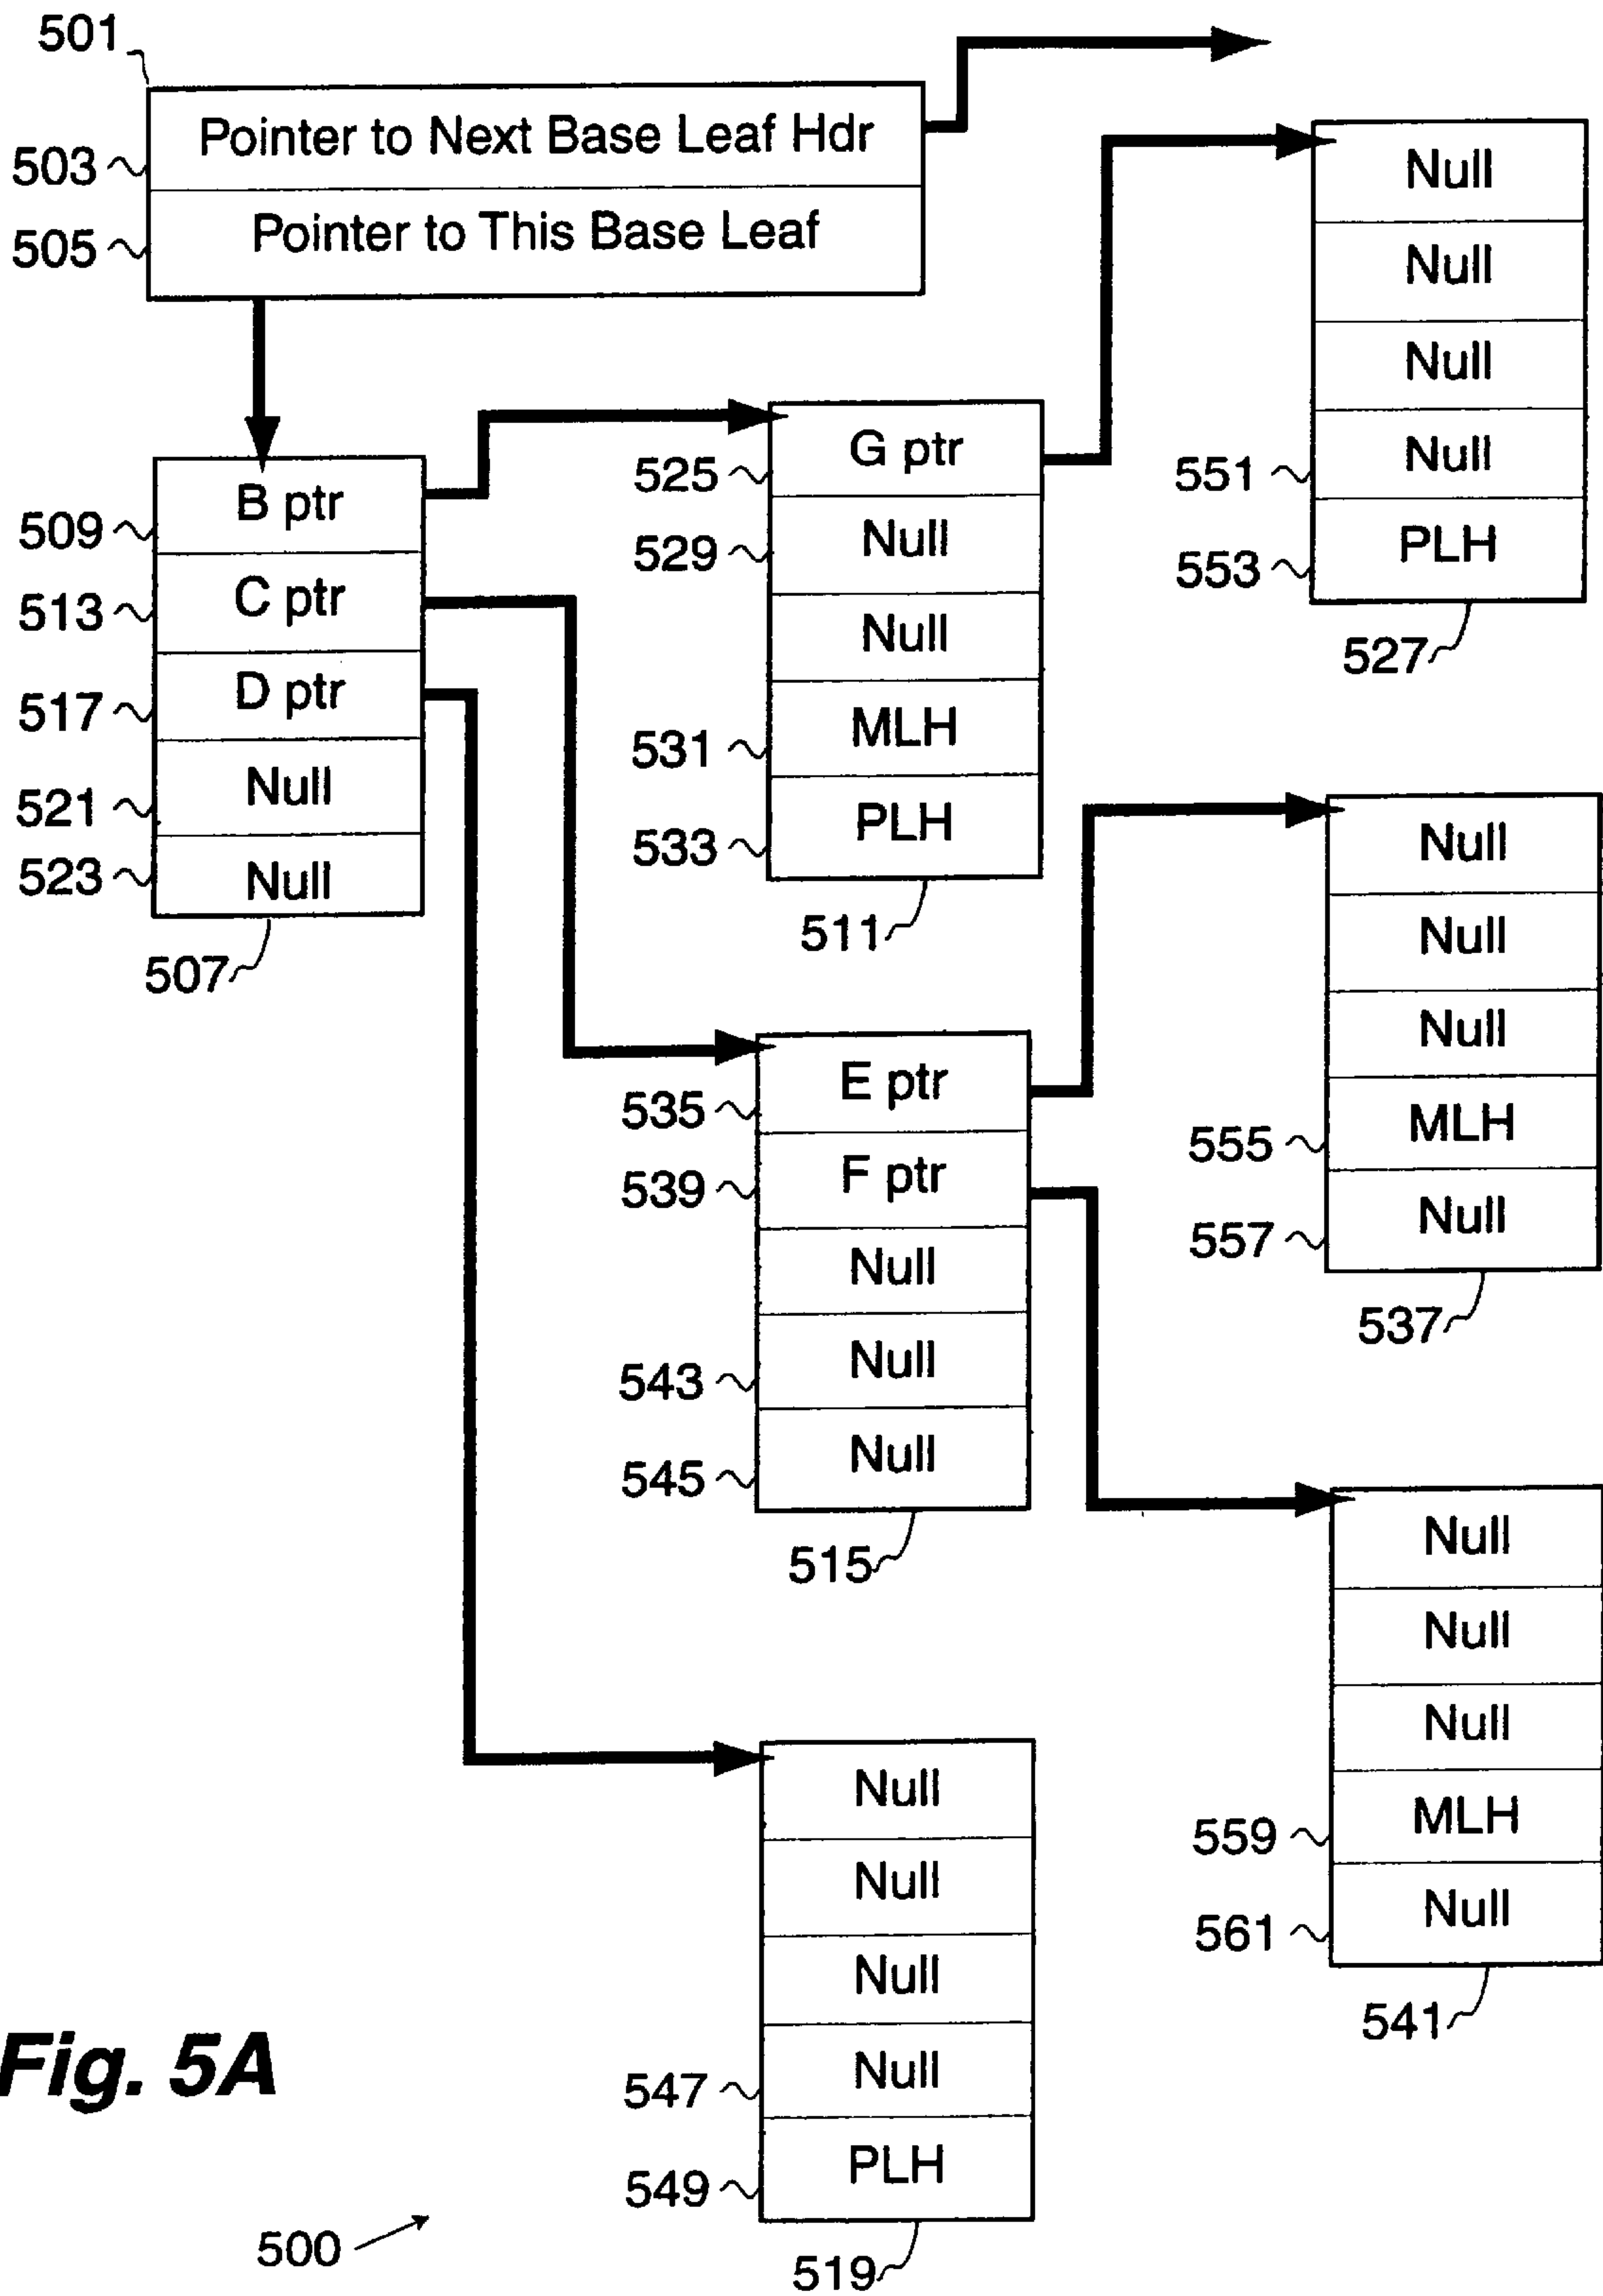 501
503
Pointer to Next Base Leaf Hdr
505
Pointer to This Base Leaf
509
B ptr
513
C ptr
517
D ptr
521
Null
523
Null
507
525
G ptr
529
Null
Null
531
MLH
533
PLH
511
Null
Null
Null
551
Null
553
PLH
527
535
E ptr
539
F ptr
Null
543
Null
545
Null
515
Null
Null
Null
555
MLH
557
Null
537
Null
Null
Null
559
MLH
561
Null
541
Null
Null
Null
547
Null
549
PLH
519
Fig. 5A
500